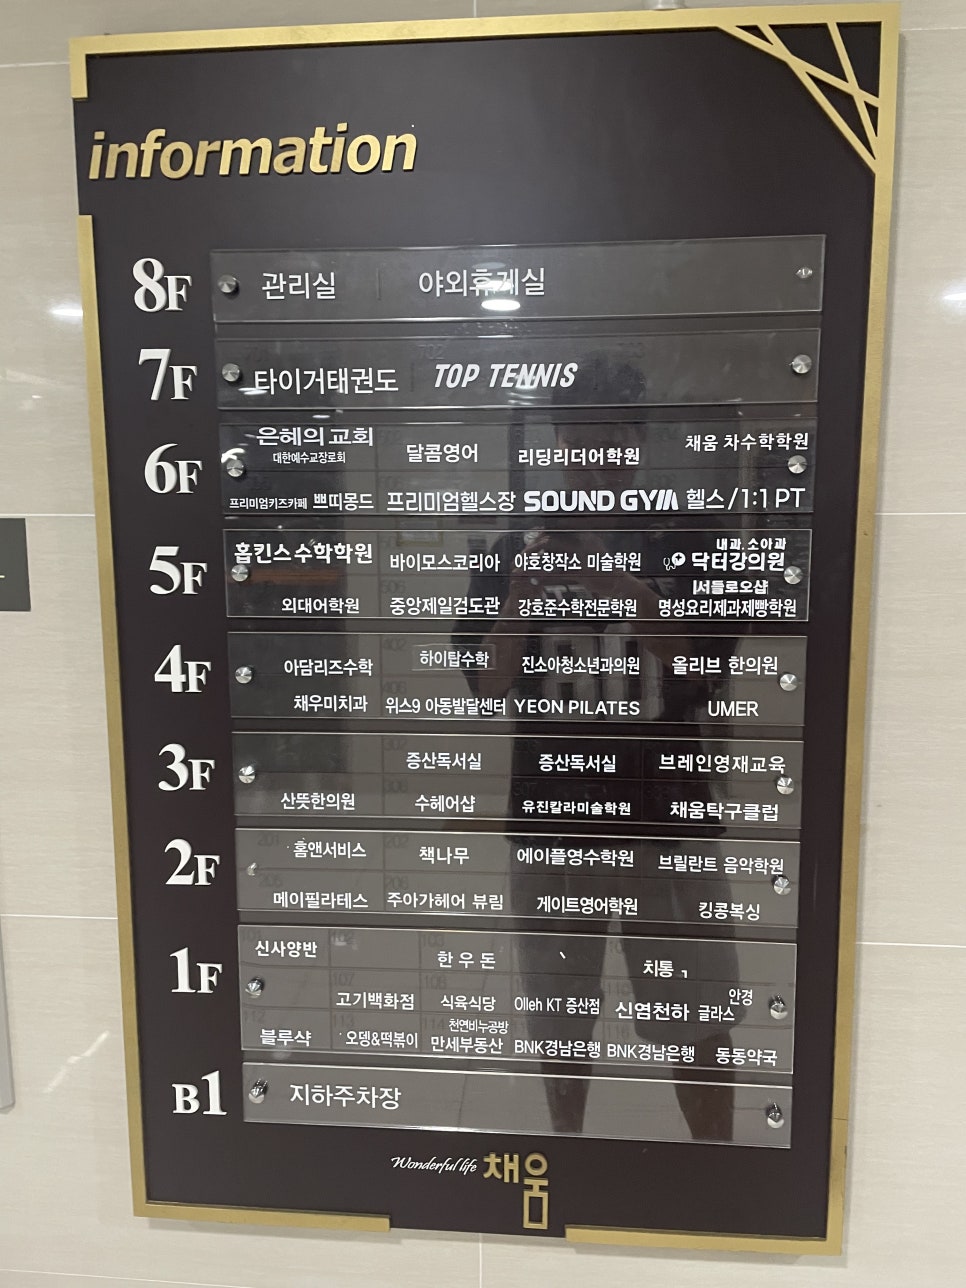 information
8F 관리실 야외휴게실
7F 타이거태권도 TOP TENNIS
6F
은혜의 교회
대한예수교장로회
달콤영어
리딩리더어학원
채움 차수학학원
프리미엄키즈카페 쁘띠몽드
프리미엄헬스장 SOUND GYM 헬스/1:1 PT
5F
홉킨스수학학원
바이모스코리아
야호창작소 미술학원
내과.소아과
닥터강의원
외대어학원
중앙제일검도관
강호준수학전문학원
서플로오샵
명성요리제과제빵학원
4F
아담리즈수학
하이탑수학
진소아청소년과의원
올리브 한의원
채우미치과
위스9 아동발달센터
YEON PILATES
UMER
3F
증산독서실
증산독서실
브레인영재교육
산뜻한의원
수헤어샵
유진칼라미술학원
채움탁구클럽
2F
홈앤서비스
책나무
에이플영수학원
브릴란트 음악학원
메이필라테스
주아가헤어 뷰림
게이트영어학원
킹콩복싱
1F
신사양반
한우돈
치통
고기백화점
식육식당
Olleh KT 증산점
신염천하
안경
글라스
블루샥
오뎅&떡볶이
천연비누공방
만세부동산
BNK경남은행
BNK경남은행
동동약국
B1 지하주차장
Wonderful life 채움